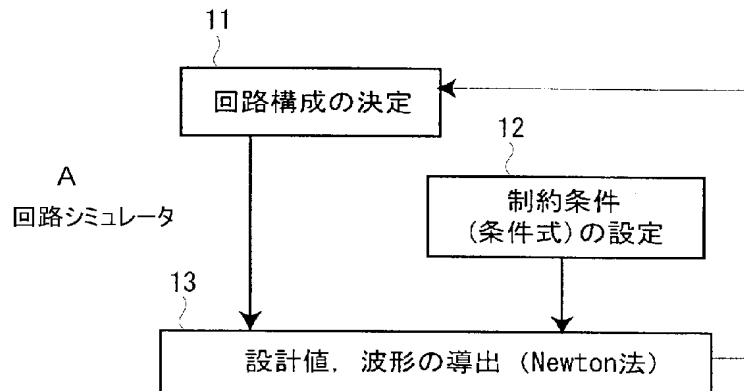 11
回路構成の決定
12
A
回路シミュレータ
制約条件
(条件式)の設定
13
設計値, 波形の導出 (Newton法)